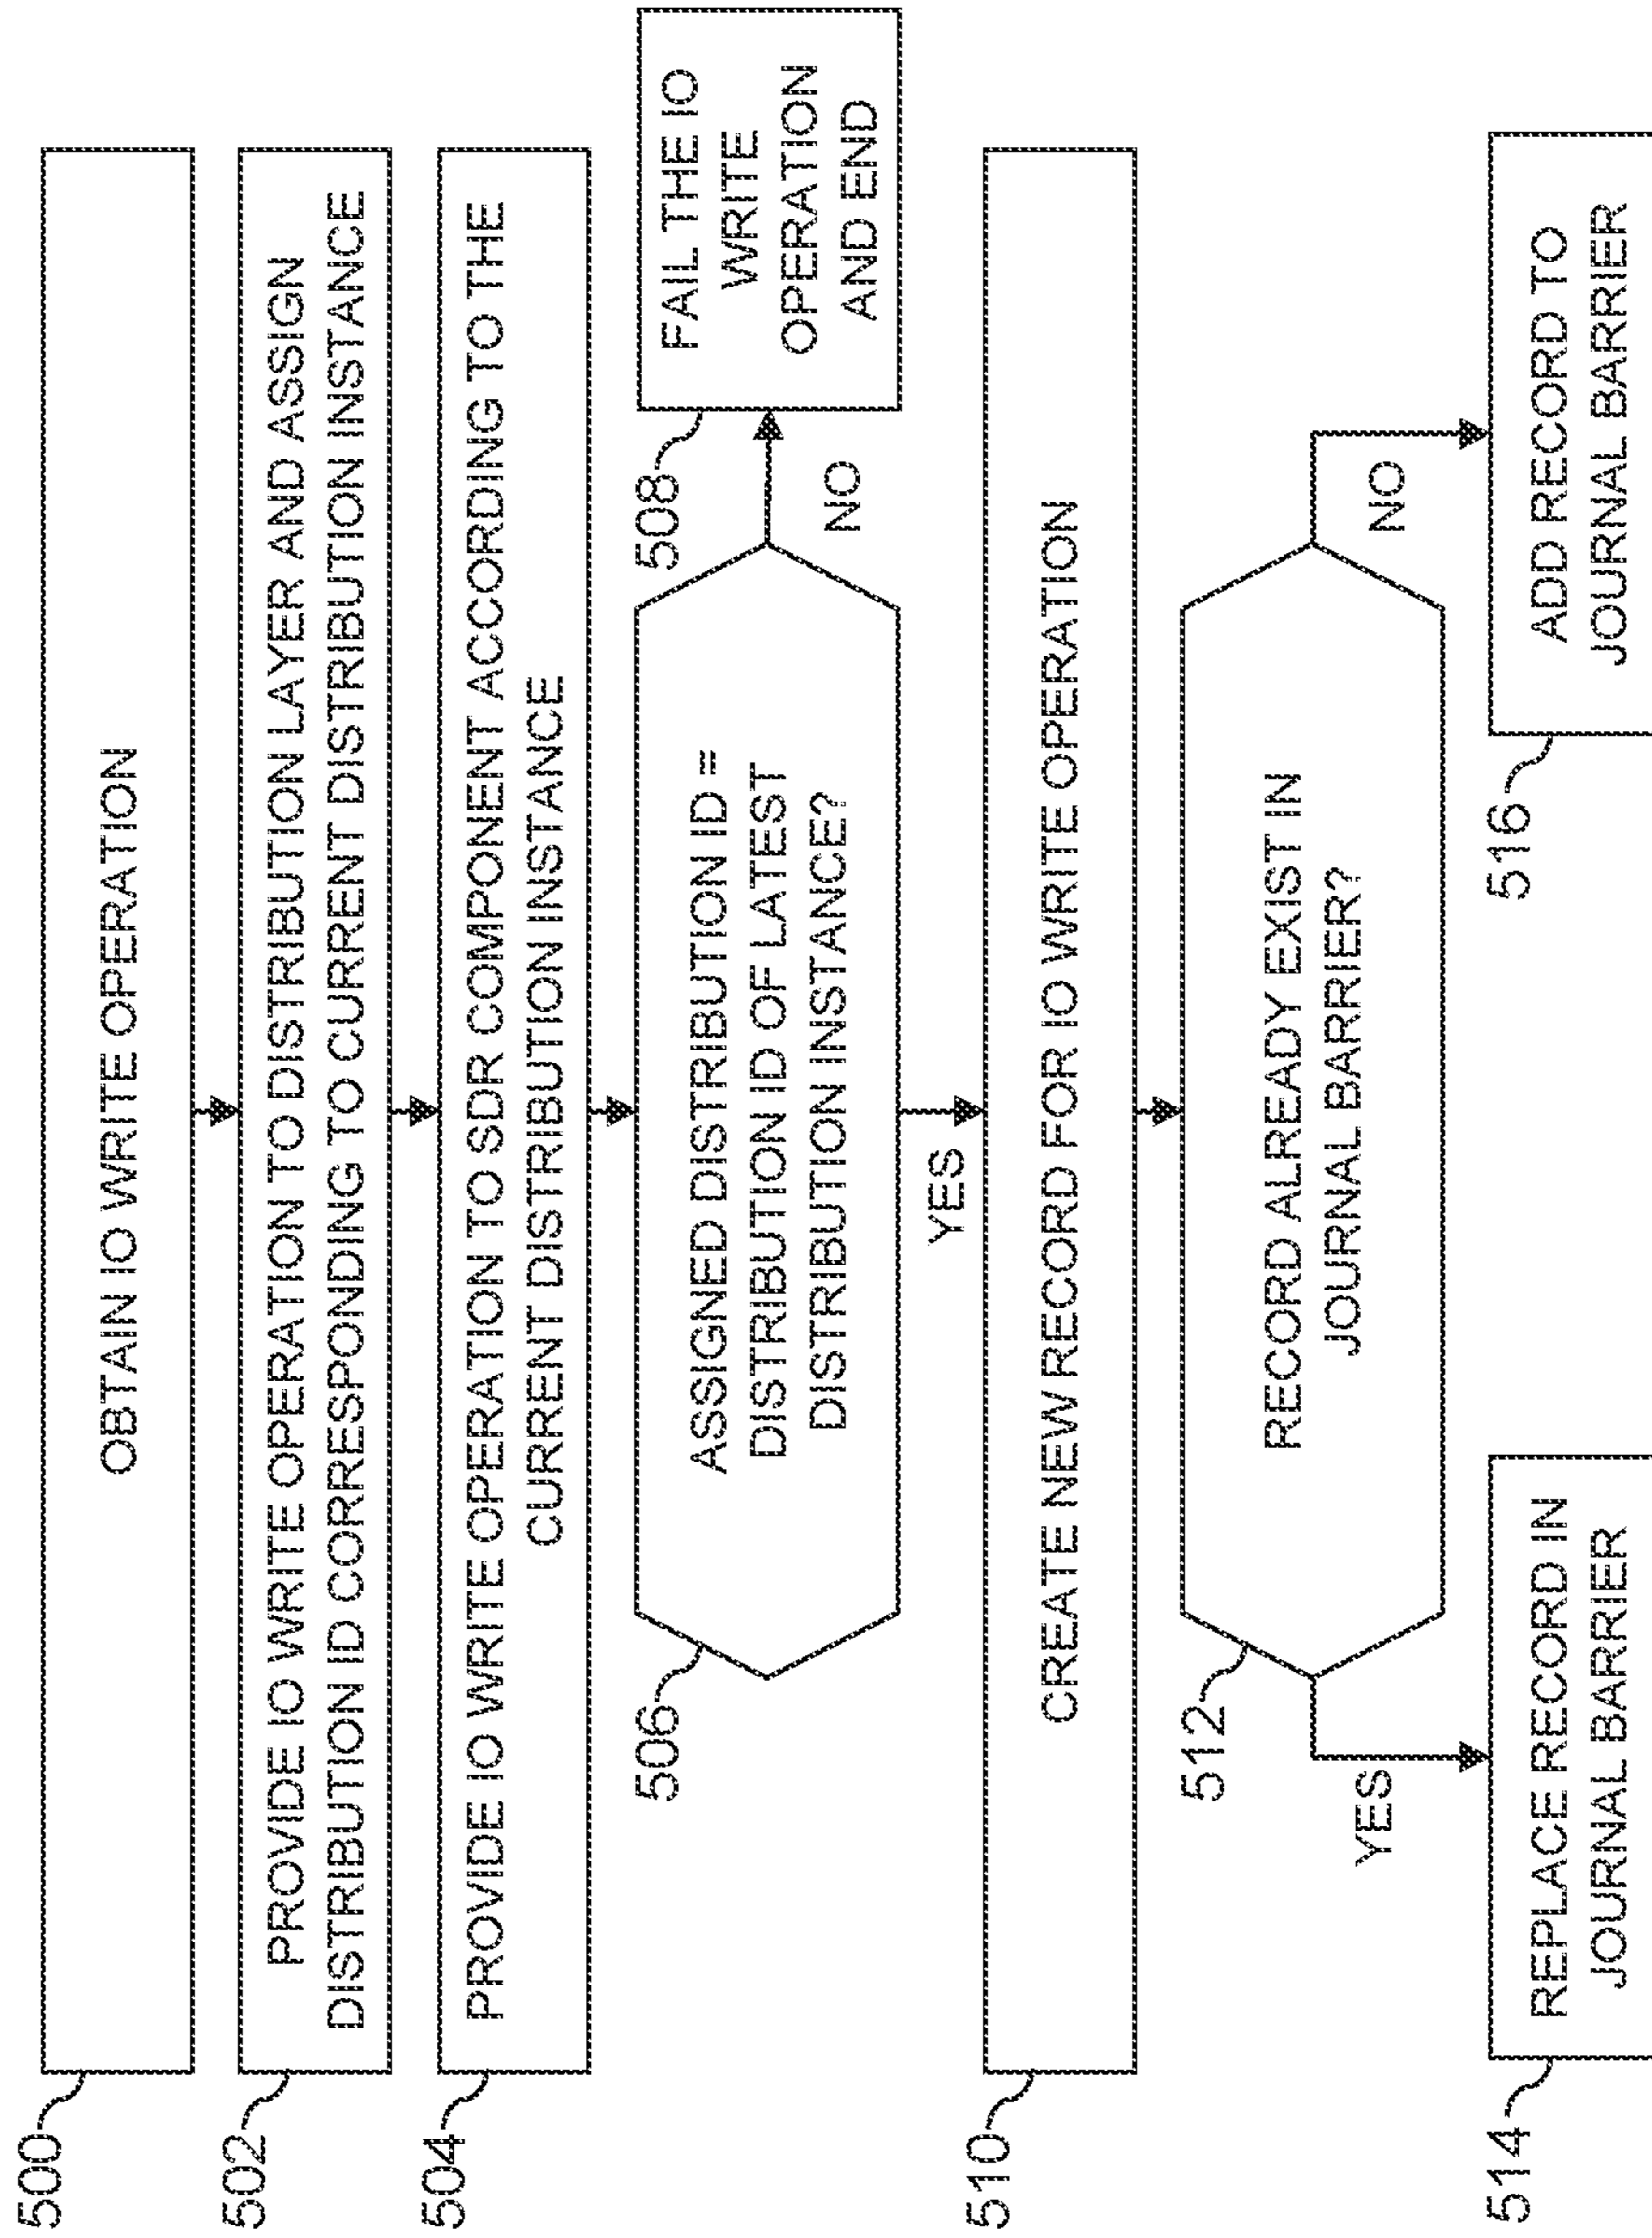 500
OBTAIN IO WRITE OPERATION
502
PROVIDE IO WRITE OPERATION TO DISTRIBUTION LAYER AND ASSIGN
DISTRIBUTION ID CORRESPONDING TO CURRENT DISTRIBUTION INSTANCE
504
PROVIDE IO WRITE OPERATION TO SDR COMPONENT ACCORDING TO THE
CURRENT DISTRIBUTION INSTANCE
506
ASSIGNED DISTRIBUTION ID =
DISTRIBUTION ID OF LATEST
DISTRIBUTION INSTANCE?
NO
508
FAIL THE IO
WRITE
OPERATION
AND END
YES
510
CREATE NEW RECORD FOR IO WRITE OPERATION
512
RECORD ALREADY EXIST IN
JOURNAL BARRIER?
YES
NO
514
REPLACE RECORD IN
JOURNAL BARRIER
516
ADD RECORD TO
JOURNAL BARRIER